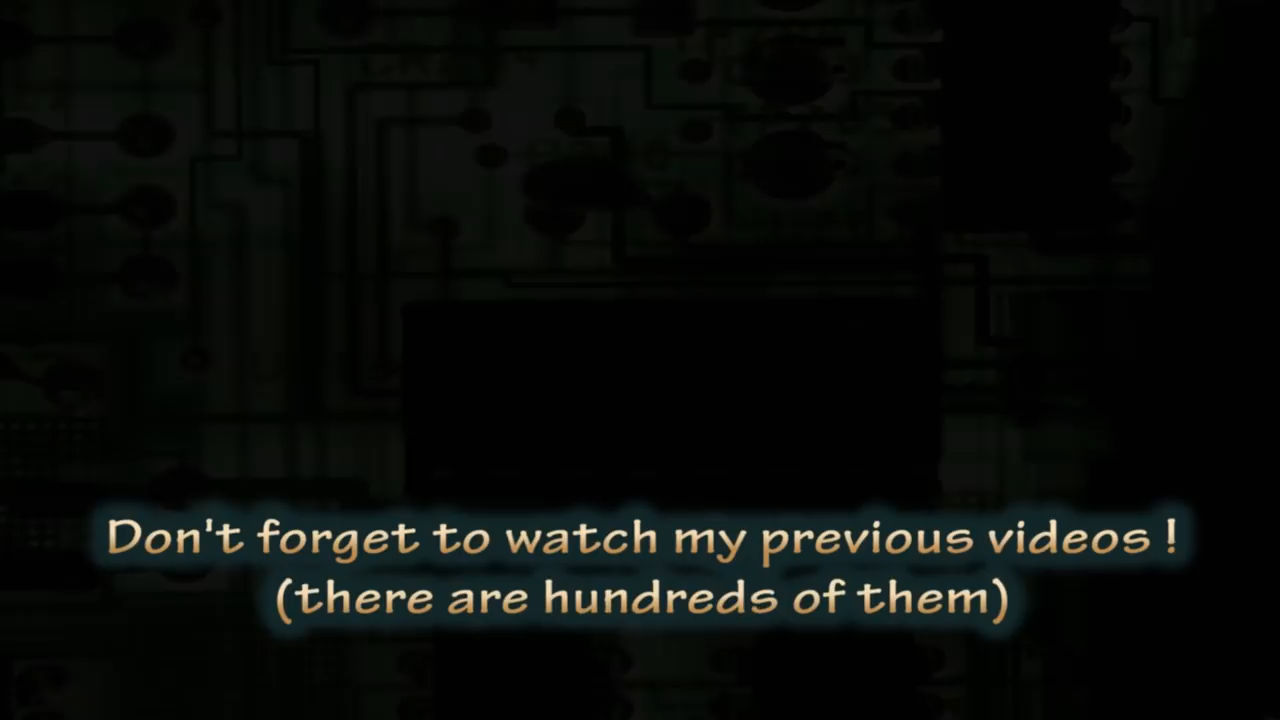 Don't forget to watch my previous videos !
(there are hundreds of them)